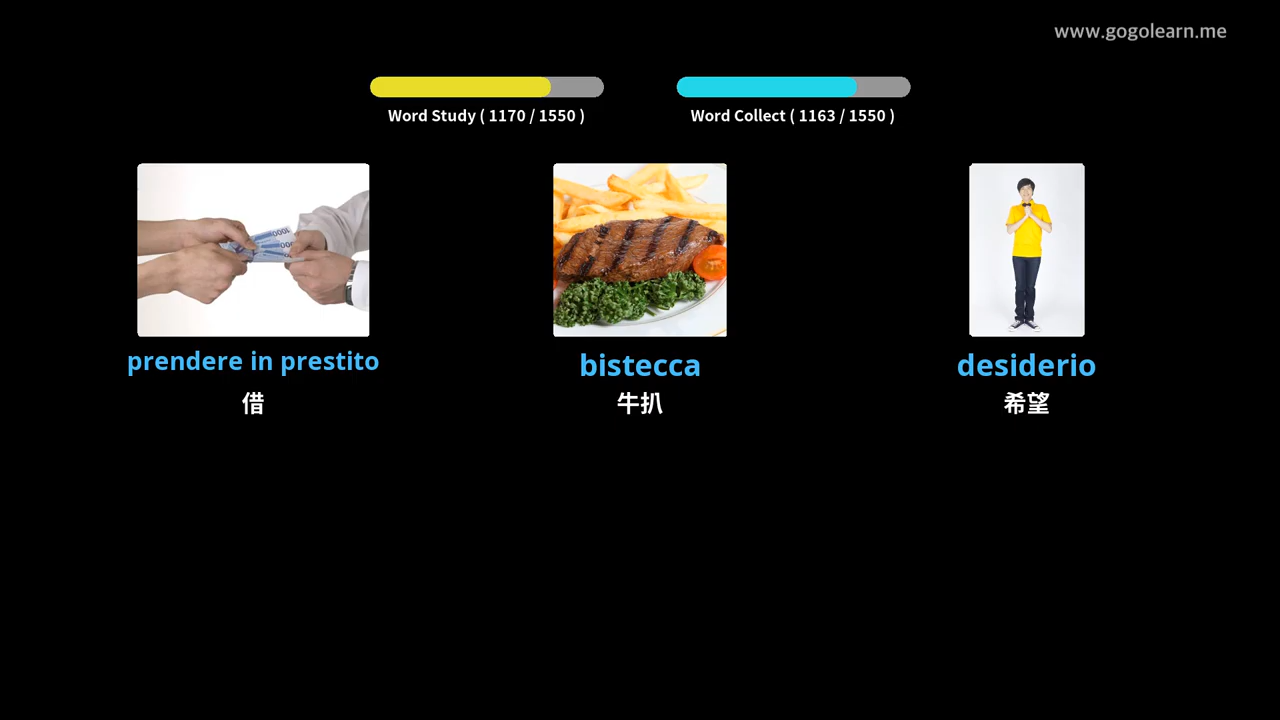 www.gogolearn.me
Word Study ( 1170 / 1550 )
Word Collect ( 1163 / 1550 )
prendere in prestito
bistecca
desiderio
借
牛扒
希望